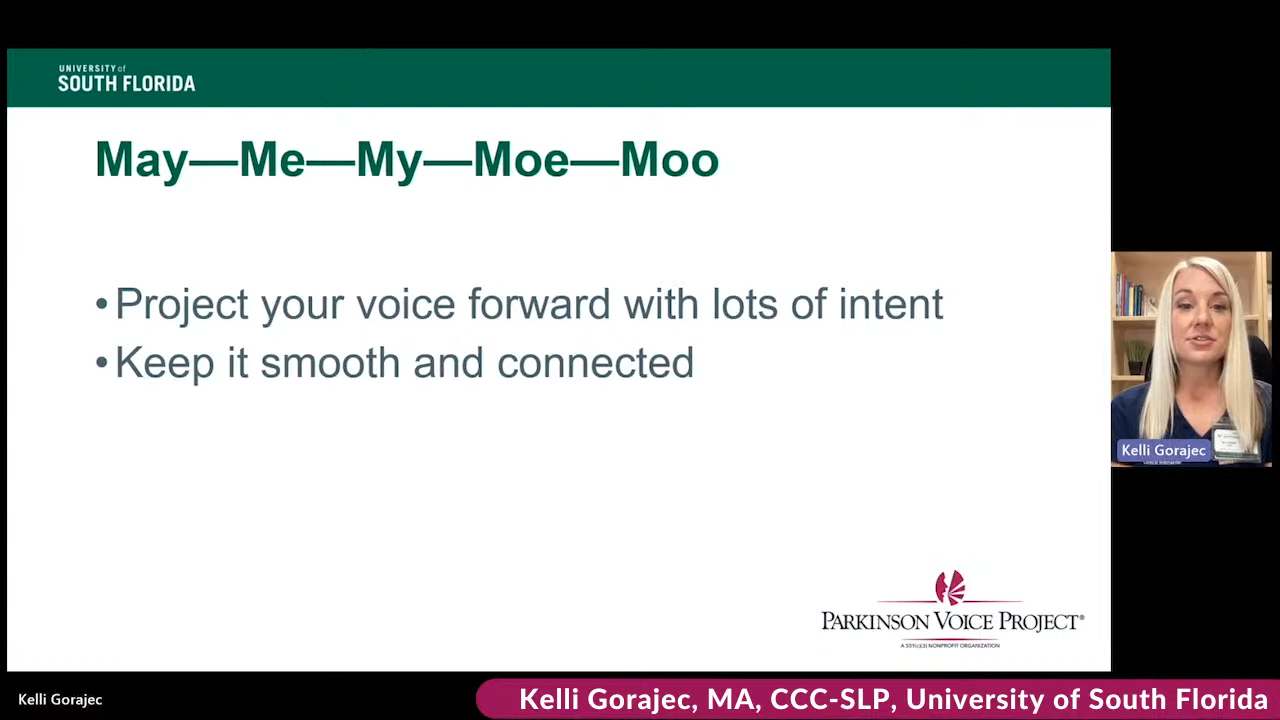 UNIVERSITY of
SOUTH FLORIDA
May—Me—My—Moe—Moo
•Project your voice forward with lots of intent
•Keep it smooth and connected
Kelli Gorajec
PARKINSON VOICE PROJECT®
A 501(c)(3) NONPROFIT ORGANIZATION
Kelli Gorajec
Kelli Gorajec, MA, CCC-SLP, University of South Florida